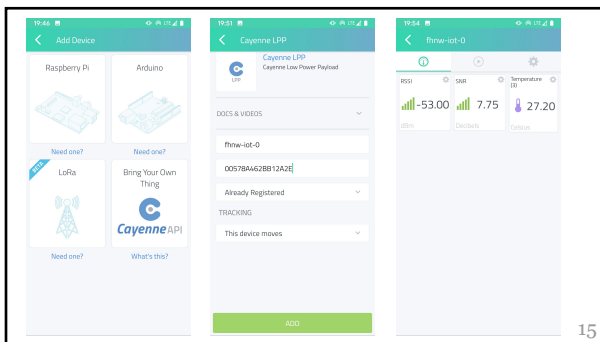 19:46
LTE
Add Device
Raspberry Pi
Arduino
Need one?
Need one?
BETA
LoRa
Bring Your Own
Thing
Cayenne API
Need one?
What's this?
19:51
LTE
Cayenne LPP
LPP
Cayenne LPP
Cayenne Low Power Payload
DOCS & VIDEOS
fhnw-iot-0
00578A462BB12A2E
Already Registered
TRACKING
This device moves
ADD
19:54
LTE
fhnw-iot-0
RSSI
-53.00
dBm
SNR
7.75
Decibels
Temperature
(3)
27.20
Celsius
15